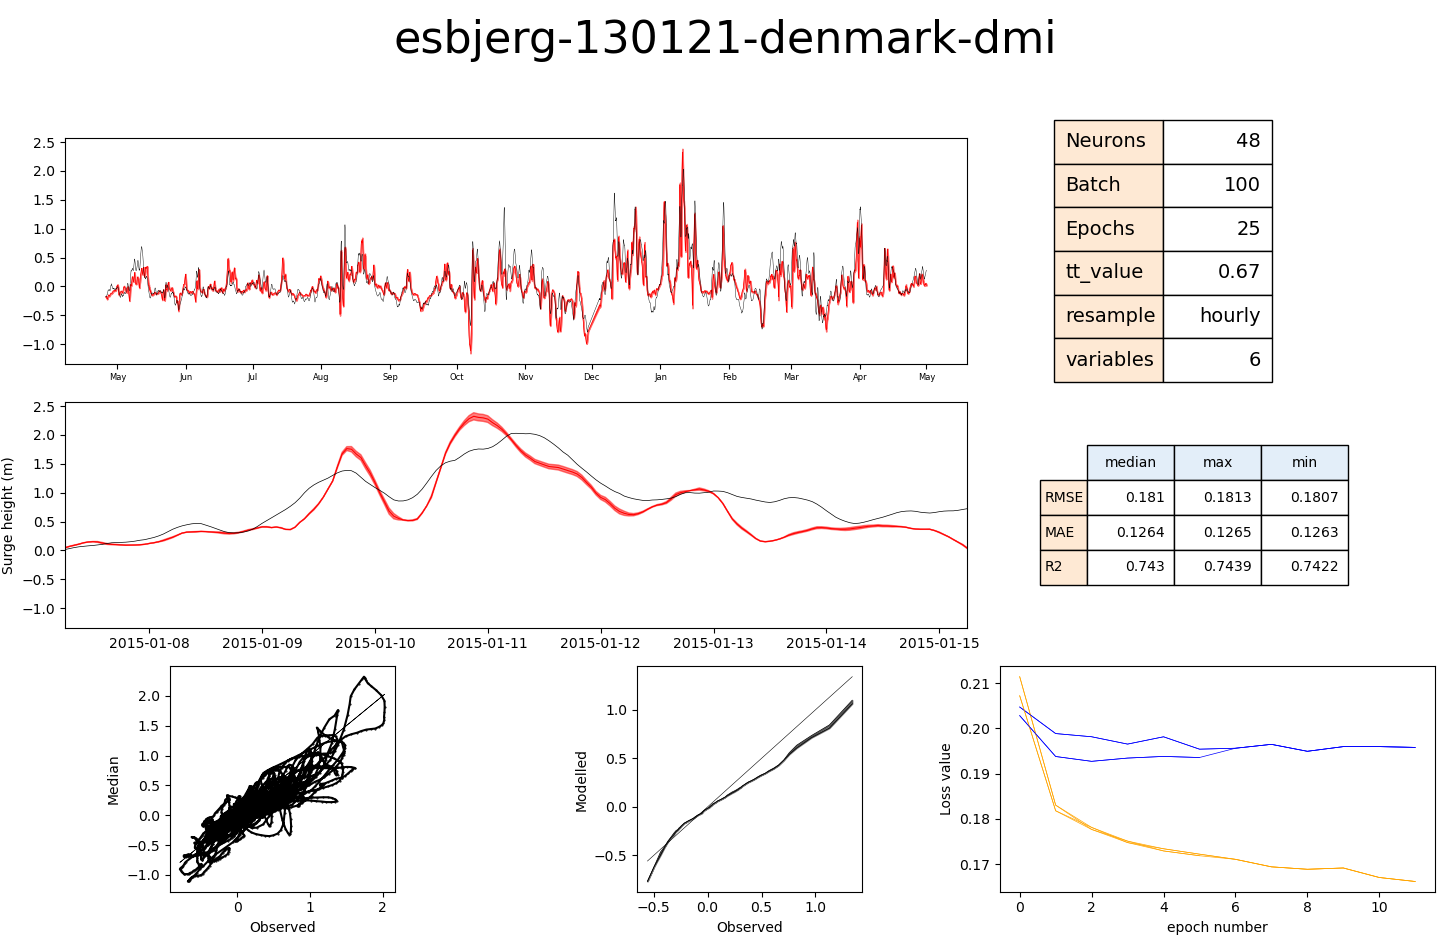 esbjerg-130121-denmark-dmi
2.5
2.0
1.5
1.0
0.5
0.0
−0.5
−1.0
May Jun Jul Aug Sep Oct Nov Dec Jan Feb Mar Apr May
Neurons 48
Batch 100
Epochs 25
tt_value 0.67
resample hourly
variables 6
Surge height (m)
2.5
2.0
1.5
1.0
0.5
0.0
−0.5
−1.0
2015-01-08 2015-01-09 2015-01-10 2015-01-11 2015-01-12 2015-01-13 2015-01-14 2015-01-15
median max min
RMSE 0.181 0.1813 0.1807
MAE 0.1264 0.1265 0.1263
R2 0.743 0.7439 0.7422
Median
2.0
1.5
1.0
0.5
0.0
−0.5
−1.0
0 1 2
Observed
Modelled
1.0
0.5
0.0
−0.5
−0.5 0.0 0.5 1.0
Observed
Loss value
0.21
0.20
0.19
0.18
0.17
0 2 4 6 8 10
epoch number